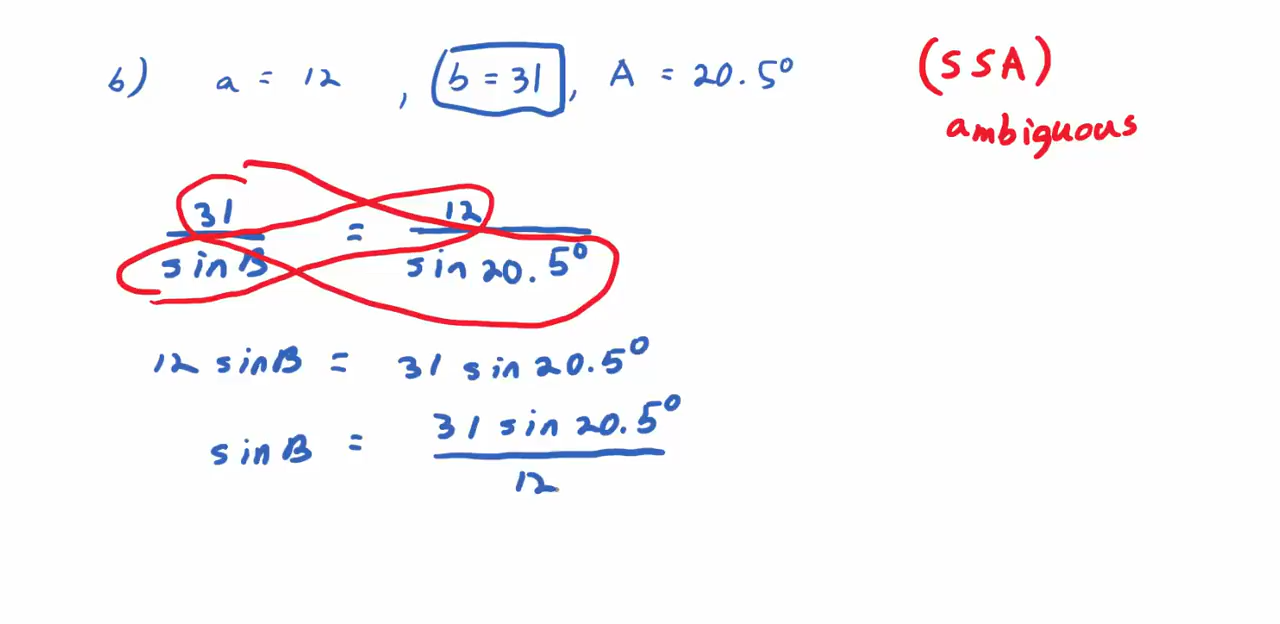 b) a = 12 , b = 31 , A = 20.5° (SSA)
ambiguous
31 / sin B = 12 / sin 20.5°
12 sin B = 31 sin 20.5°
sin B = 31 sin 20.5° / 12